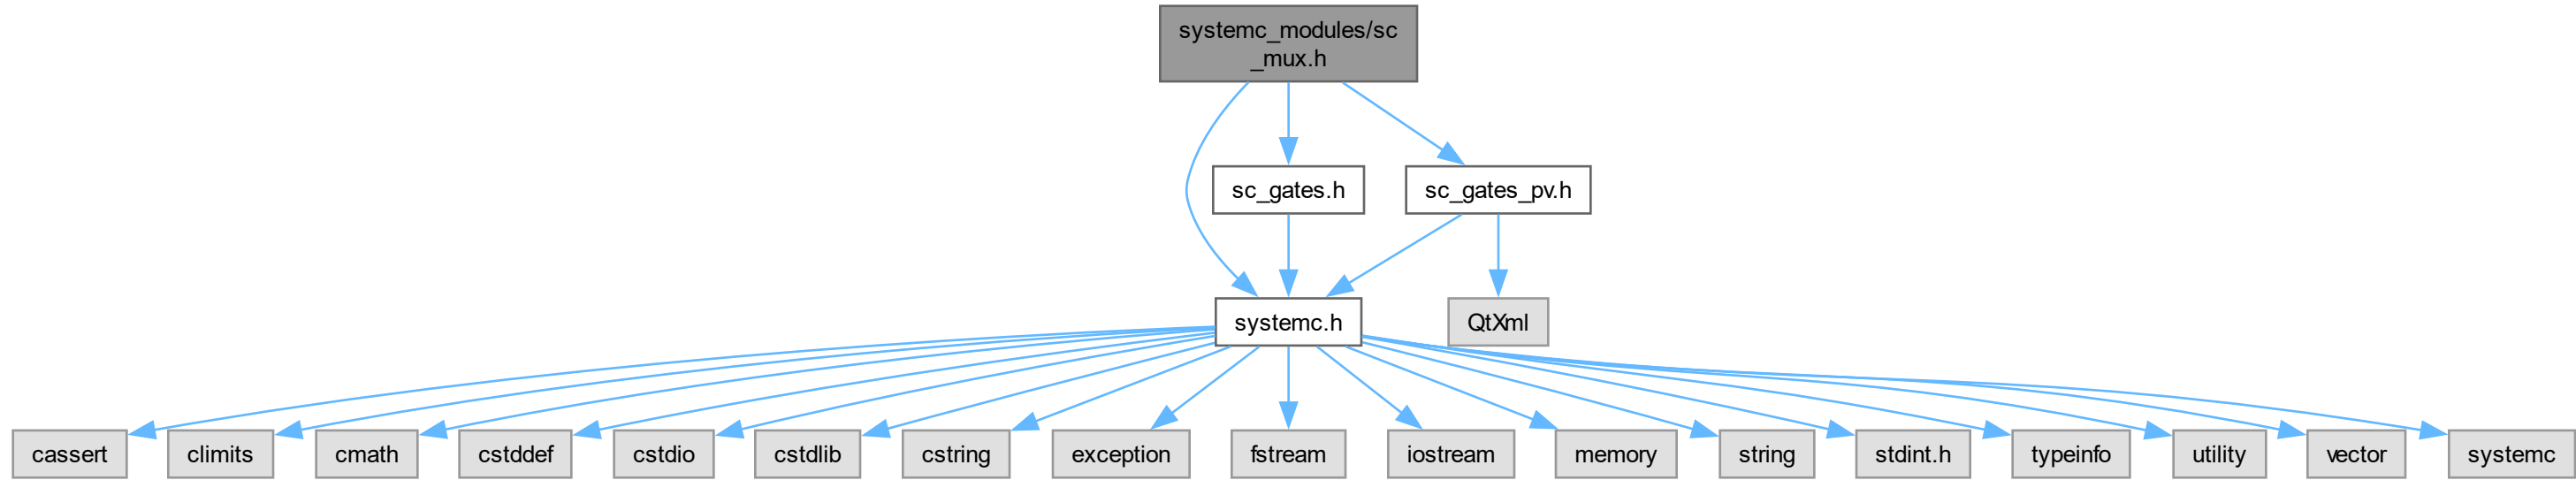 systemc_modules/sc
_mux.h
sc_gates.h
sc_gates_pv.h
systemc.h
QtXml
cassert
climits
cmath
cstddef
cstdio
cstdlib
cstring
exception
fstream
iostream
memory
string
stdint.h
typeinfo
utility
vector
systemc